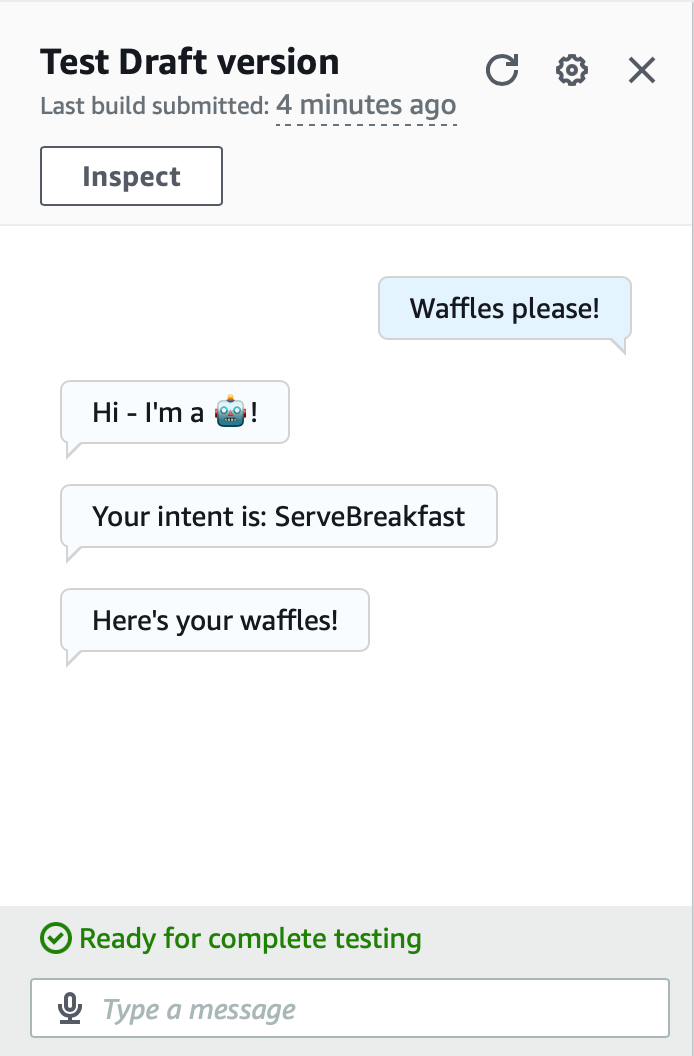 Test Draft version
Last build submitted: 4 minutes ago
Inspect
Waffles please!
Hi - I'm a 🤖!
Your intent is: ServeBreakfast
Here's your waffles!
Ready for complete testing
Type a message